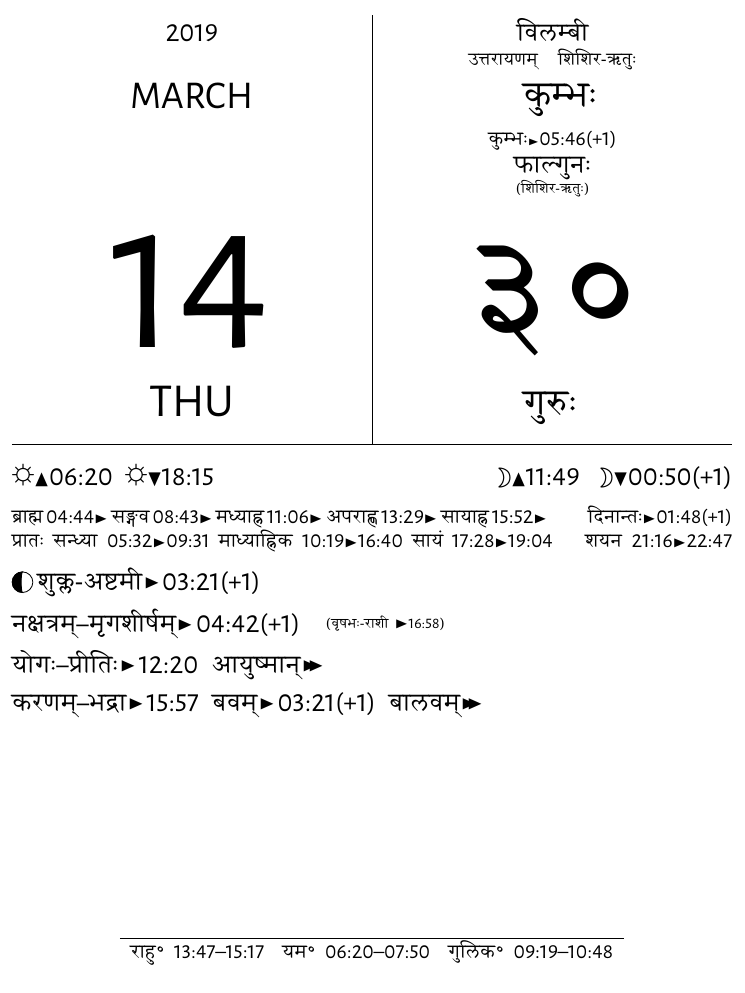 2019
MARCH
14
THU
विलम्बी
उत्तरायणम् शिशिर-ऋतुः
कुम्भः
कुम्भः►05:46(+1)
फाल्गुनः
(शिशिर-ऋतुः)
३०
गुरुः
☼▲06:20 ☼▼18:15 ☽▲11:49 ☽▼00:50(+1)
ब्राह्म 04:44► सङ्गव 08:43► मध्याह्न 11:06► अपराह्ण 13:29► सायाह्न 15:52► दिनान्तः►01:48(+1)
प्रातः सन्ध्या 05:32►09:31 माध्याह्निक 10:19►16:40 सायं 17:28►19:04 शयन 21:16►22:47
◐ शुक्ल-अष्टमी►03:21(+1)
नक्षत्रम्–मृगशीर्षम्►04:42(+1) (वृषभः-राशी ►16:58)
योगः–प्रीतिः►12:20 आयुष्मान्►►
करणम्–भद्रा►15:57 बवम्►03:21(+1) बालवम्►►
राहु॰ 13:47–15:17 यम॰ 06:20–07:50 गुलिक॰ 09:19–10:48